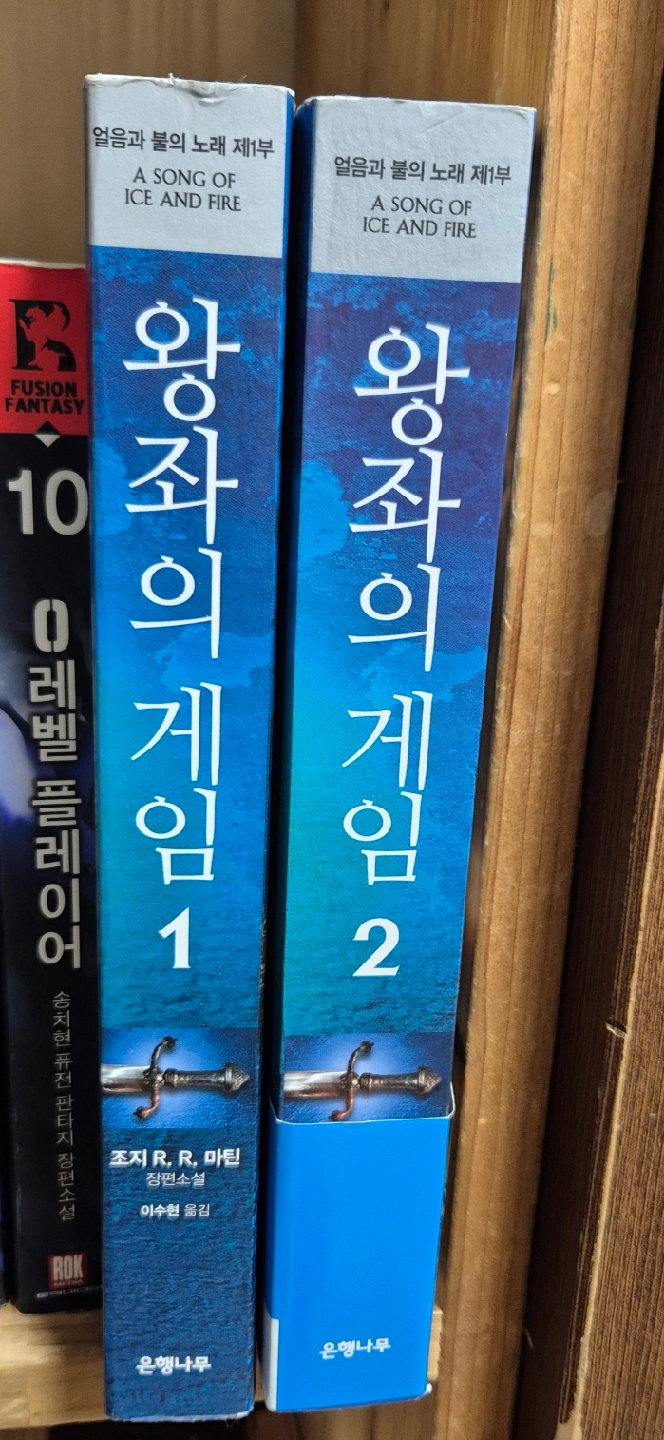 FUSION
FANTASY
10
0레벨 플레이어
송치현 퓨전 판타지 장편소설
ROK
MEDIA
얼음과 불의 노래 제1부
A SONG OF
ICE AND FIRE
왕좌의 게임
1
조지 R. R. 마틴
장편소설
이수현 옮김
은행나무
얼음과 불의 노래 제1부
A SONG OF
ICE AND FIRE
왕좌의 게임
2
은행나무